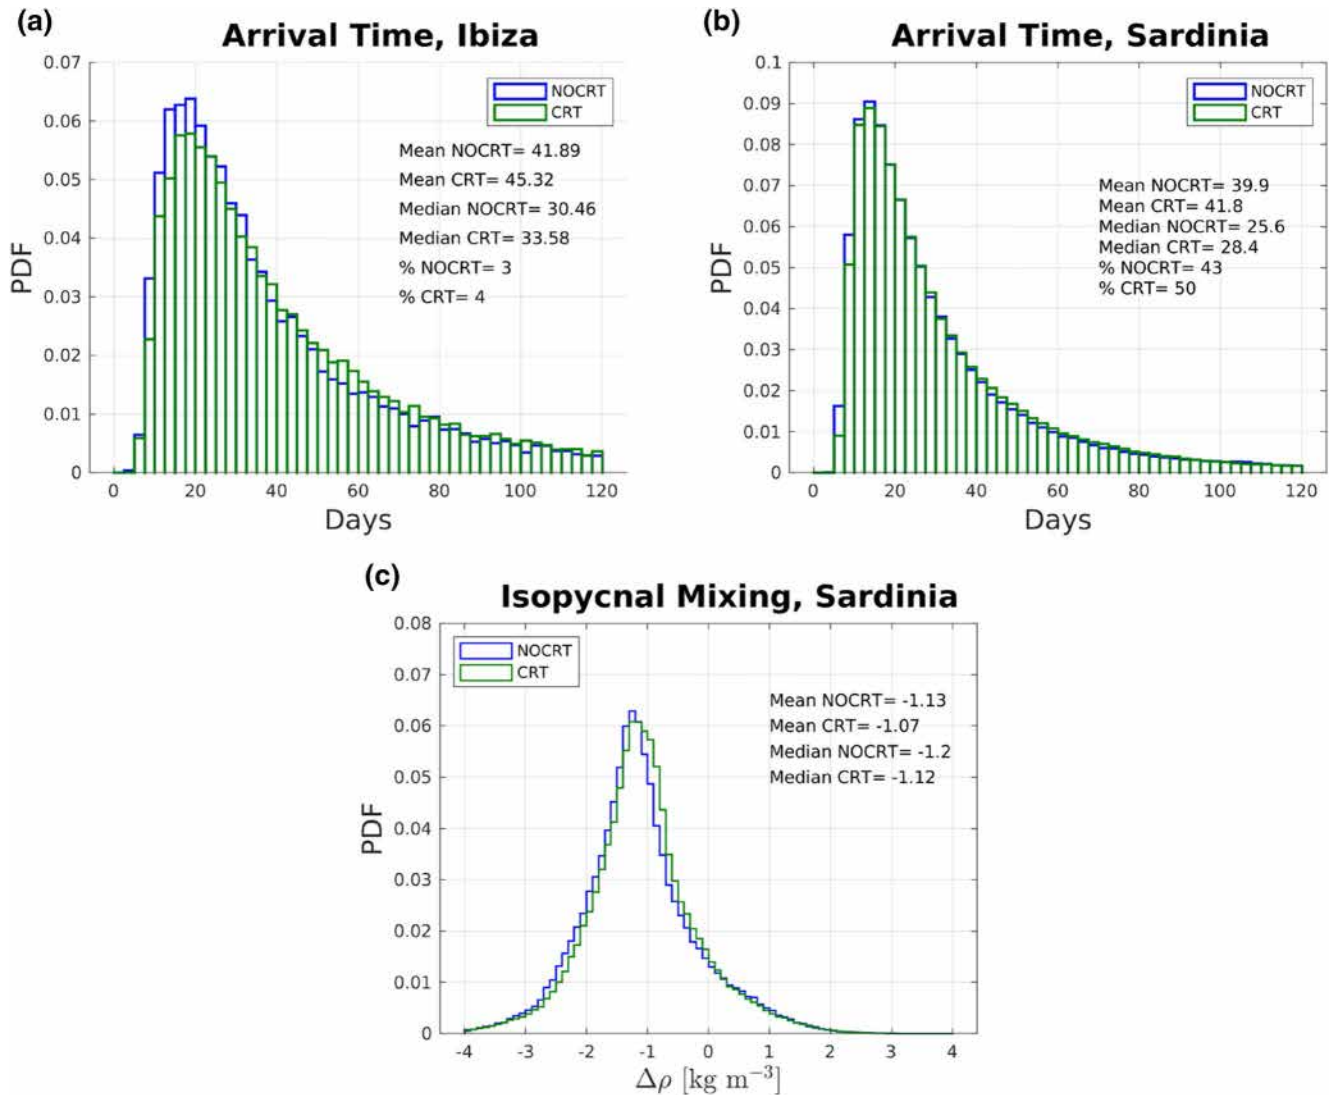 (a)
Arrival Time, Ibiza
0.07
0.06
0.05
0.04
0.03
0.02
0.01
0
PDF
NOCRT
CRT
Mean NOCRT= 41.89
Mean CRT= 45.32
Median NOCRT= 30.46
Median CRT= 33.58
% NOCRT= 3
% CRT= 4
0 20 40 60 80 100 120
Days
(b)
Arrival Time, Sardinia
0.1
0.09
0.08
0.07
0.06
0.05
0.04
0.03
0.02
0.01
0
PDF
NOCRT
CRT
Mean NOCRT= 39.9
Mean CRT= 41.8
Median NOCRT= 25.6
Median CRT= 28.4
% NOCRT= 43
% CRT= 50
0 20 40 60 80 100 120
Days
(c)
Isopycnal Mixing, Sardinia
0.08
0.07
0.06
0.05
0.04
0.03
0.02
0.01
0
PDF
NOCRT
CRT
Mean NOCRT= -1.13
Mean CRT= -1.07
Median NOCRT= -1.2
Median CRT= -1.12
-4 -3 -2 -1 0 1 2 3 4
Δρ [kg m⁻³]